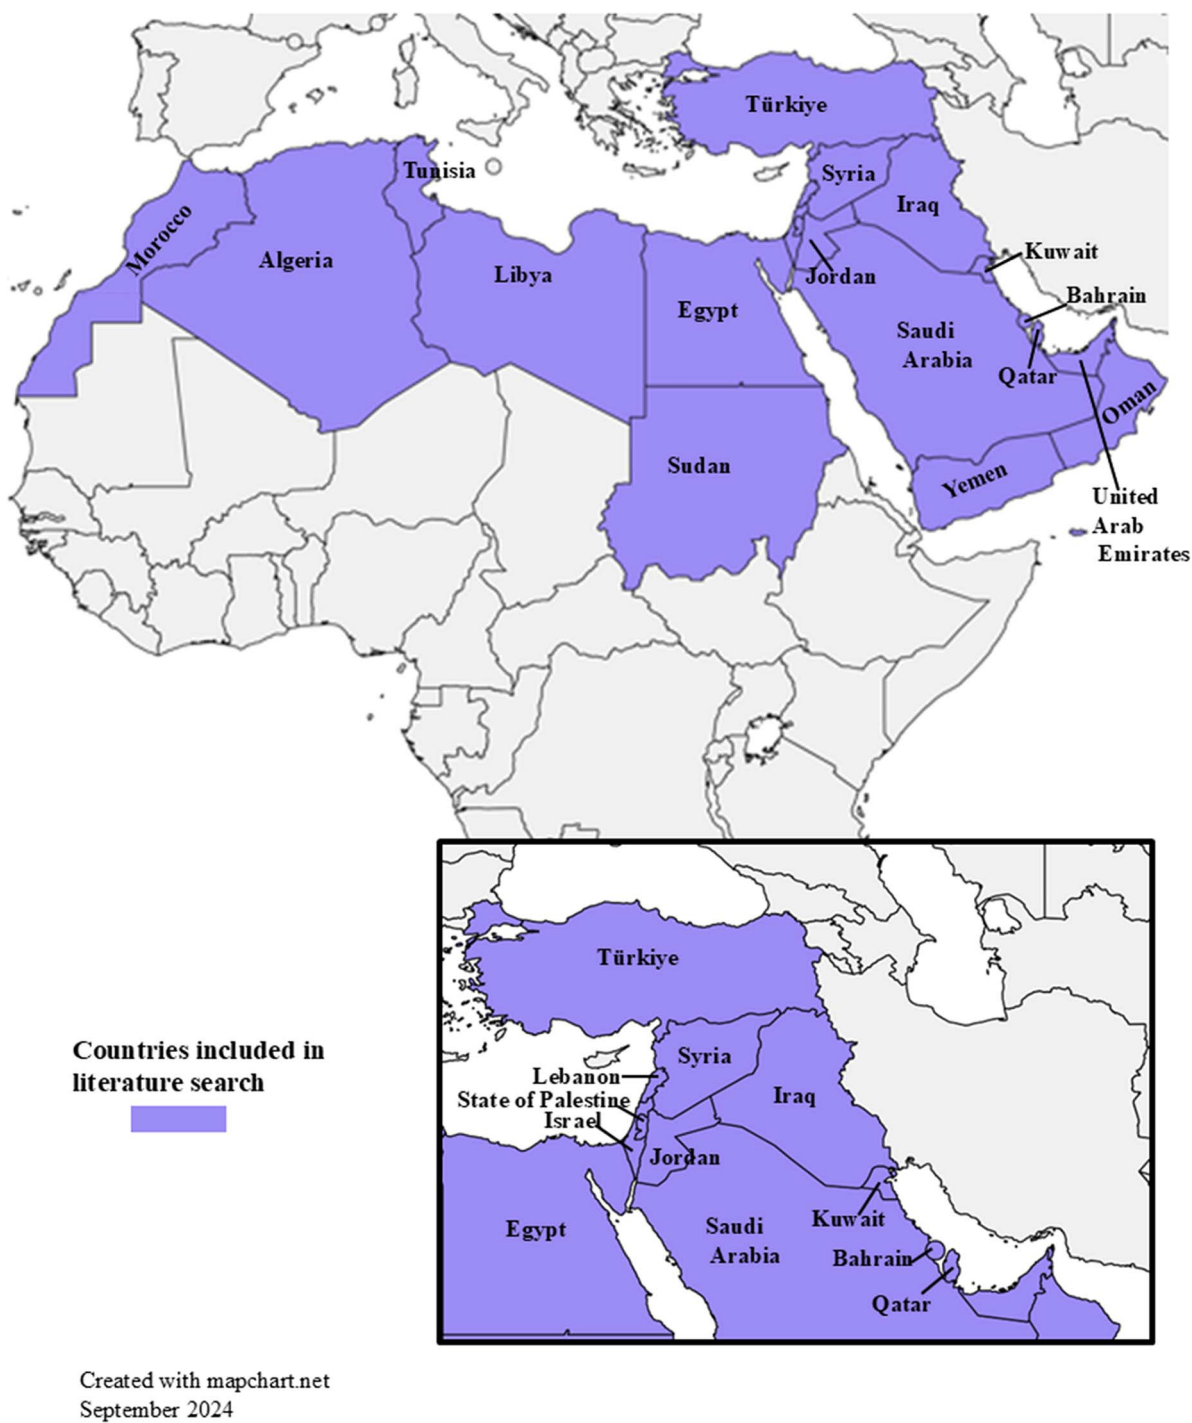 Türkiye
Tunisia
Syria
Morocco
Iraq
Algeria
Kuwait
Libya
Jordan
Bahrain
Egypt
Saudi
Arabia
Qatar
Oman
Sudan
Yemen
United
Arab
Emirates
Türkiye
Syria
Lebanon
State of Palestine
Iraq
Israel
Jordan
Kuwait
Egypt
Saudi
Arabia
Bahrain
Qatar
Countries included in
literature search
Created with mapchart.net
September 2024